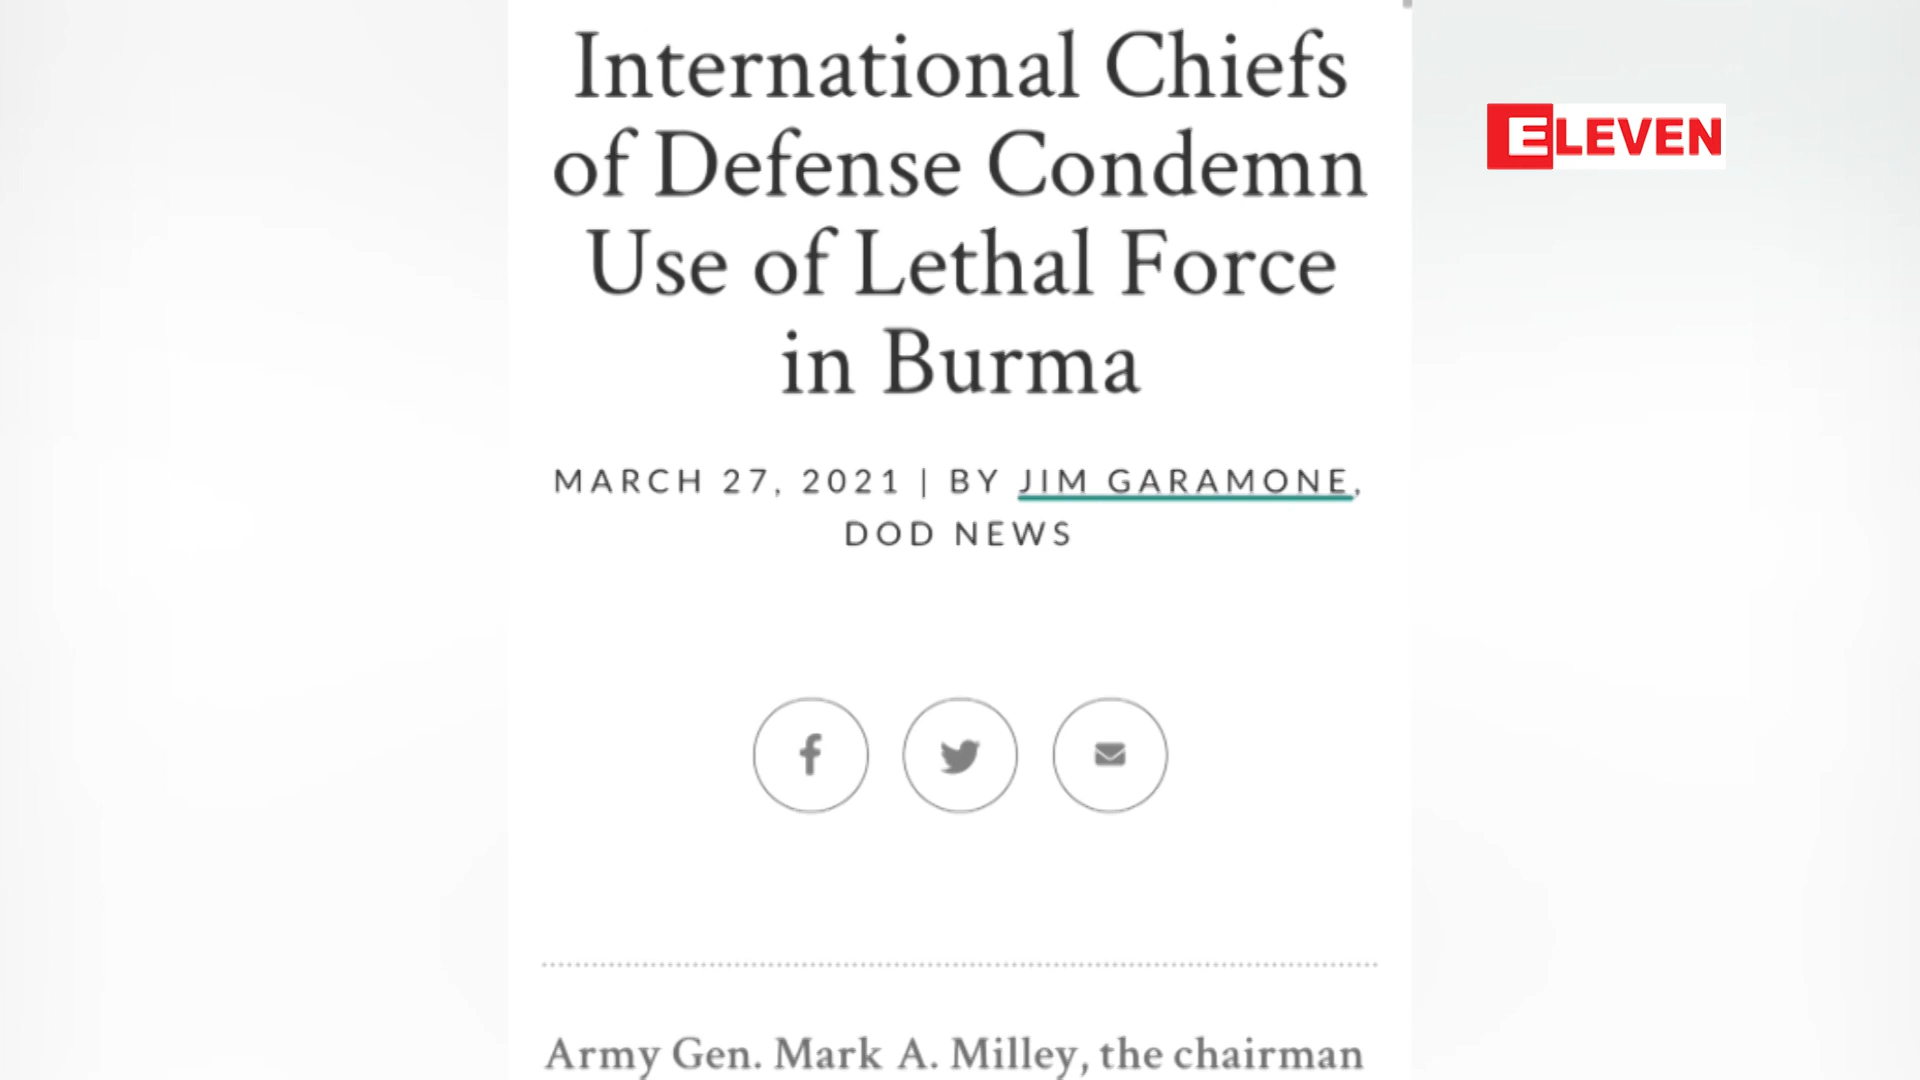 International Chiefs
of Defense Condemn
Use of Lethal Force
in Burma
ELEVEN
MARCH 27, 2021 | BY JIM GARAMONE,
DOD NEWS
Army Gen. Mark A. Milley, the chairman